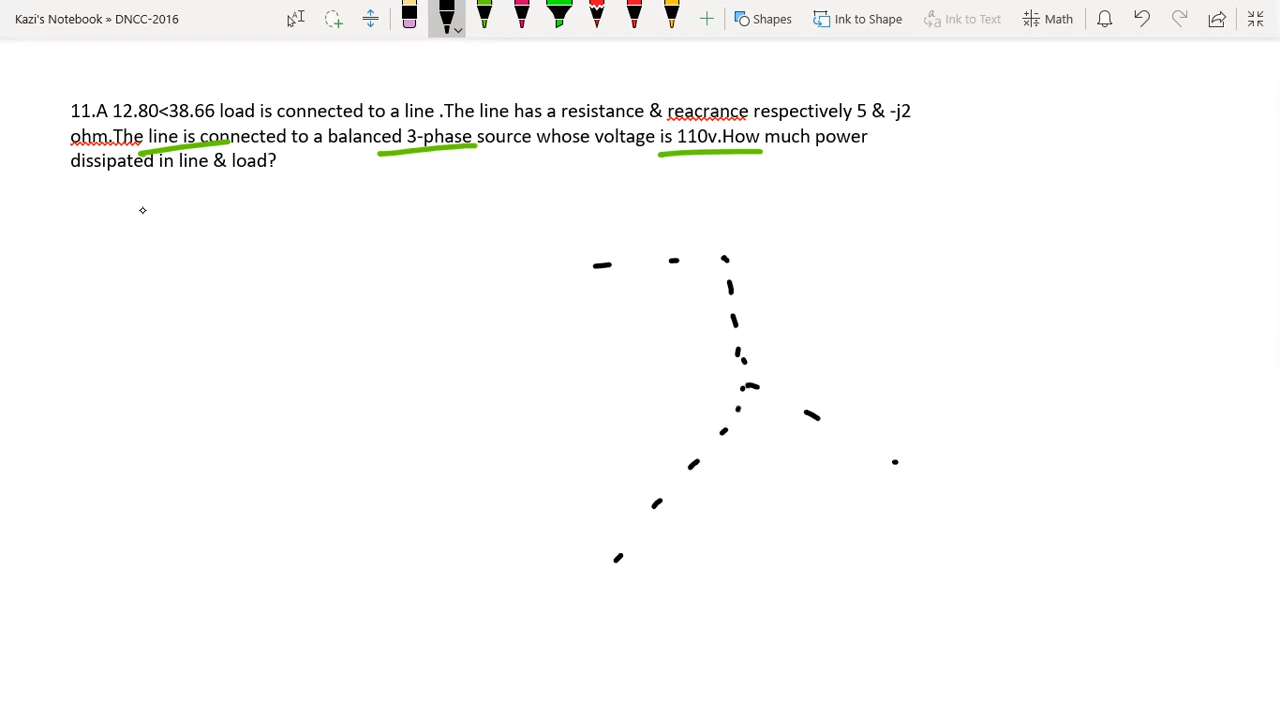 Kazi's Notebook » DNCC-2016
Shapes
Ink to Shape
Ink to Text
Math
11.A 12.80<38.66 load is connected to a line .The line has a resistance & reacrance respectively 5 & -j2
ohm.The line is connected to a balanced 3-phase source whose voltage is 110v.How much power
dissipated in line & load?